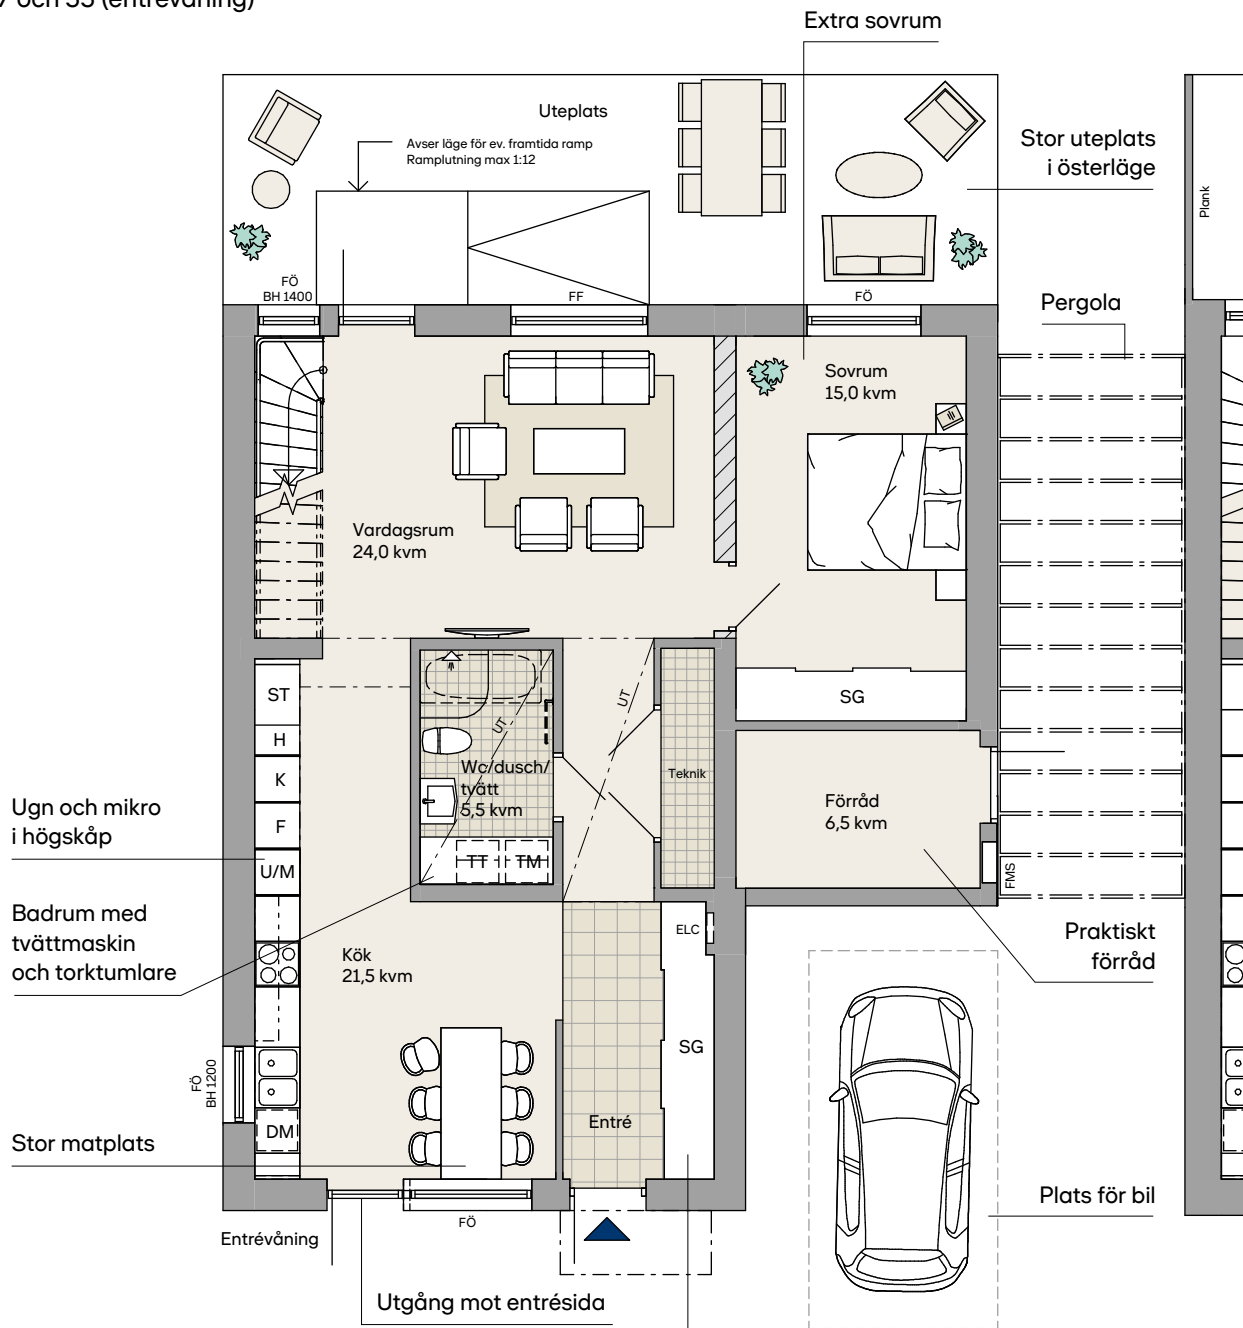 7 och 33 (entrévåning)
Extra sovrum
Uteplats
Avser läge för ev. framtida ramp
Ramplutning max 1:12
Stor uteplats
i österläge
Plank
FÖ
BH 1400
FF
FÖ
Pergola
Sovrum
15,0 kvm
Vardagsrum
24,0 kvm
ST
H
K
F
U/M
UT
UT
SG
Wc/dusch/
tvätt
5,5 kvm
Teknik
Förråd
6,5 kvm
TT
TM
FMS
Ugn och mikro
i högskåp
Badrum med
tvättmaskin
och torktumlare
Kök
21,5 kvm
ELC
Praktiskt
förråd
SG
FÖ
BH 1200
DM
Entré
Stor matplats
Plats för bil
FÖ
Entrévåning
Utgång mot entrésida